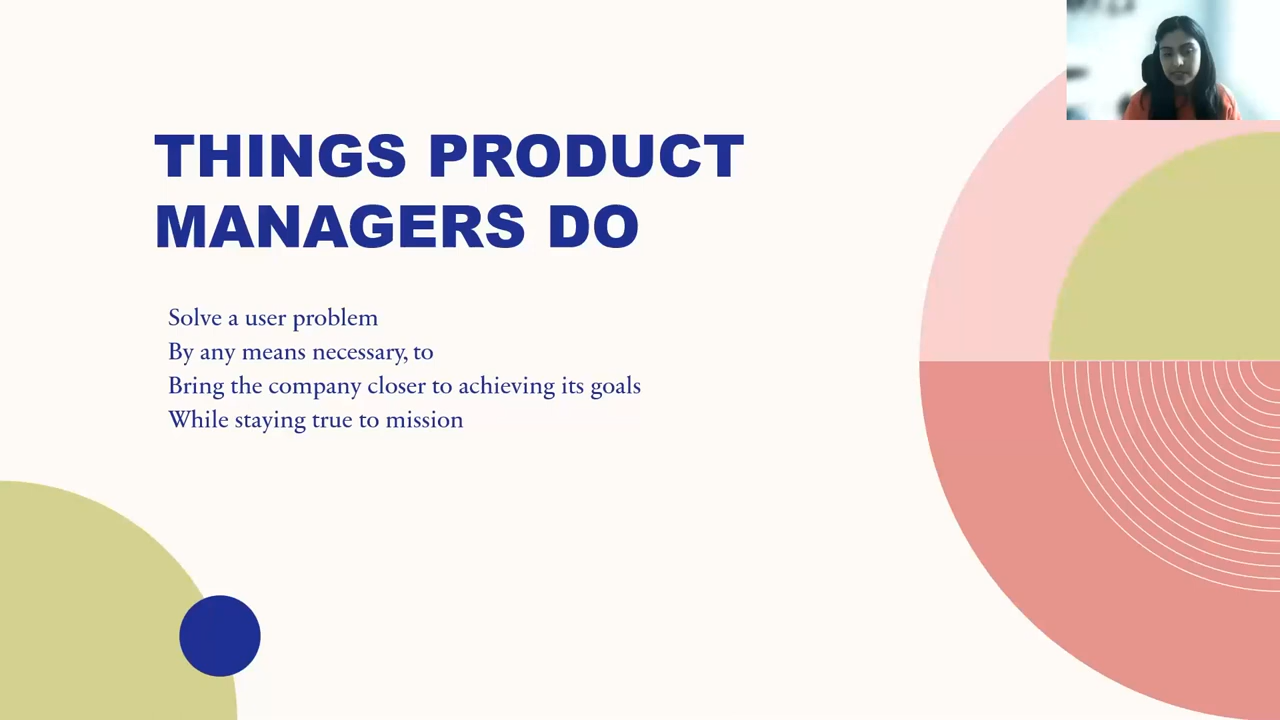 THINGS PRODUCT
MANAGERS DO
Solve a user problem
By any means necessary, to
Bring the company closer to achieving its goals
While staying true to mission